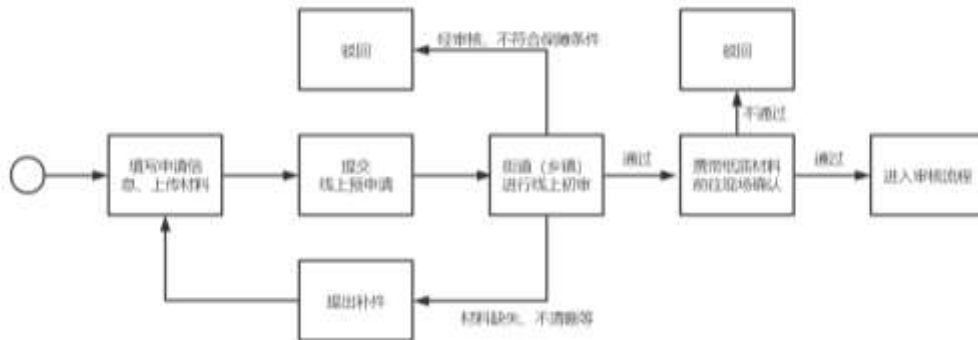 驳回
经审核，不符合保障条件
驳回
不通过
填写申请信
息、上传材料
提交
线上预申请
街道（乡镇）
进行线上初审
通过
携带纸质材料
前往现场确认
通过
进入审核流程
提出补件
材料缺失、不清晰等